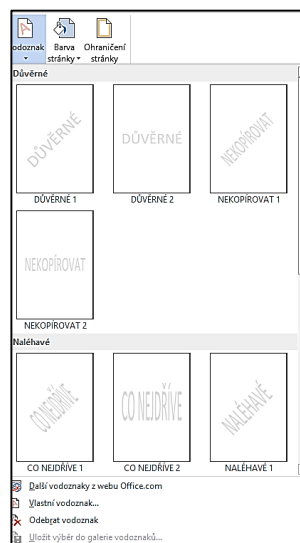 odoznak Barva stránky Ohraničení stránky
Důvěrné
DŮVĚRNÉ DŮVĚRNÉ NEKOPÍROVAT
DŮVĚRNÉ 1 DŮVĚRNÉ 2 NEKOPÍROVAT 1
NEKOPÍROVAT
NEKOPÍROVAT 2
Naléhavé
CO NEJDŘÍVE CO NEJDŘÍVE NALÉHAVÉ
CO NEJDŘÍVE 1 CO NEJDŘÍVE 2 NALÉHAVÉ 1
Další vodoznaky z webu Office.com
Vlastní vodoznak...
Odebrat vodoznak
Uložit výběr do galerie vodoznaků...